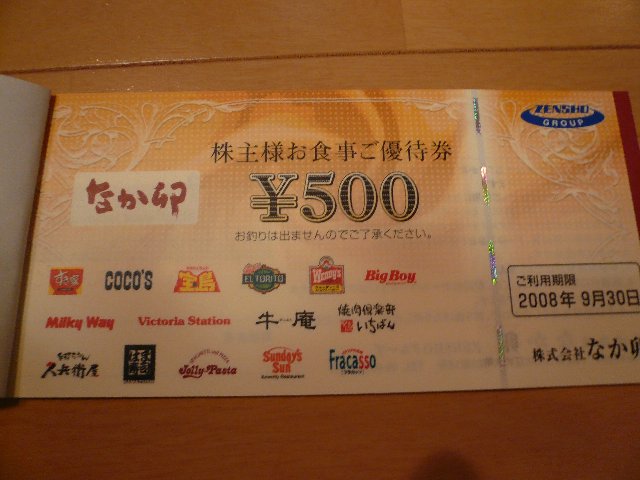 ZENSHO
GROUP
株主様お食事ご優待券
なか卯
¥500
お釣りは出ませんのでご了承ください。
すき家
COCO'S
宝島
EL TORITO
Wendy's
Big Boy
ご利用期限
2008年 9月30日
Milky Way
Victoria Station
牛庵
焼肉倶楽部
いちばん
株式会社なか卯
久兵衛屋
Jolly-Pasta
Sunday's
Sun
Fracasso